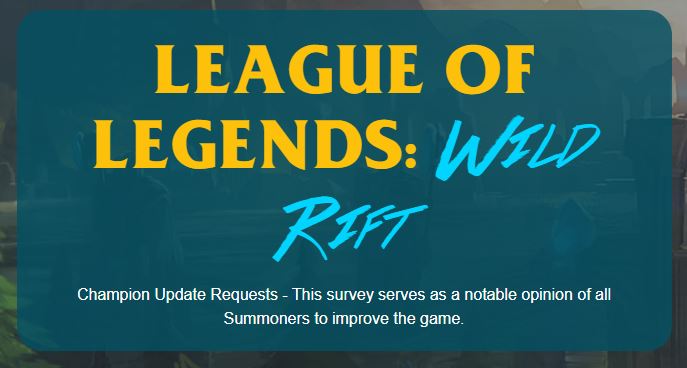 LEAGUE OF
LEGENDS: WILD
RIFT
Champion Update Requests - This survey serves as a notable opinion of all
Summoners to improve the game.